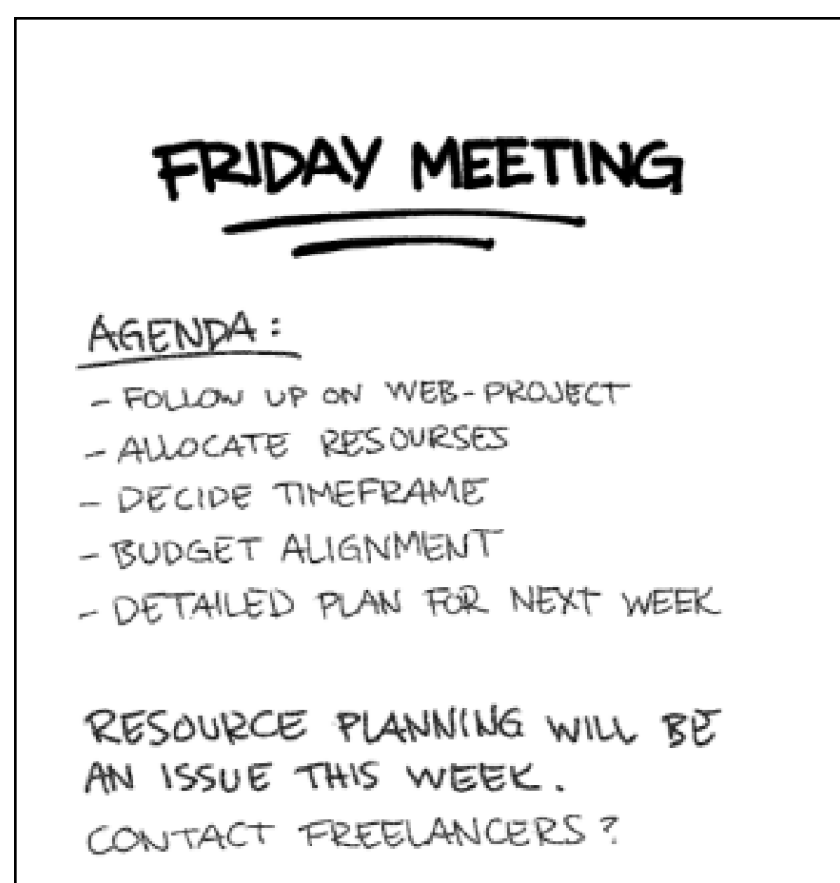 FRIDAY MEETING
AGENDA:
- FOLLOW UP ON WEB-PROJECT
- ALLOCATE RESOURSES
- DECIDE TIMEFRAME
- BUDGET ALIGNMENT
- DETAILED PLAN FOR NEXT WEEK
RESOURCE PLANNING WILL BE
AN ISSUE THIS WEEK.
CONTACT FREELANCERS?